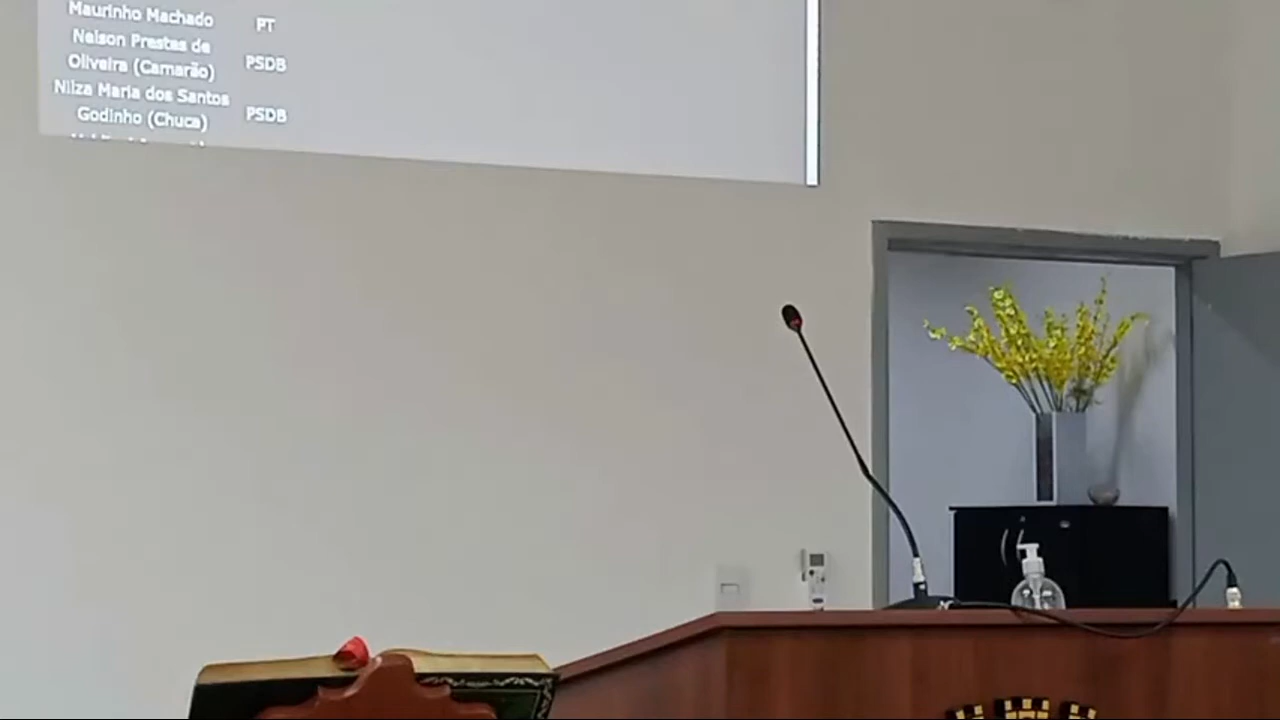 Maurinho Machado PT
Nelson Prestes de
Oliveira (Camarão) PSDB
Nilza Maria dos Santos
Godinho (Chuca) PSDB